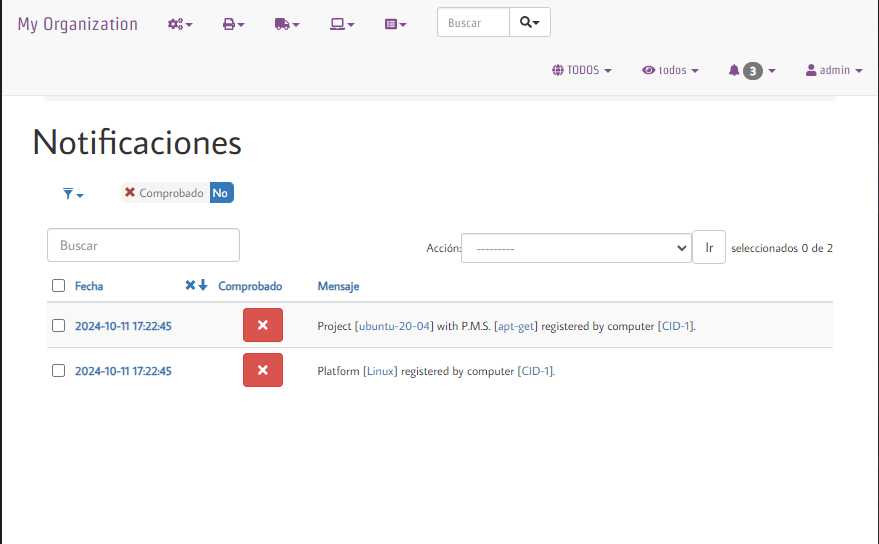 My Organization
Buscar
TODOS
todos
3
admin
Notificaciones
Comprobado No
Buscar
Acción: --------- Ir seleccionados 0 de 2
Fecha Comprobado Mensaje
2024-10-11 17:22:45 Project [ubuntu-20-04] with P.M.S. [apt-get] registered by computer [CID-1].
2024-10-11 17:22:45 Platform [Linux] registered by computer [CID-1].